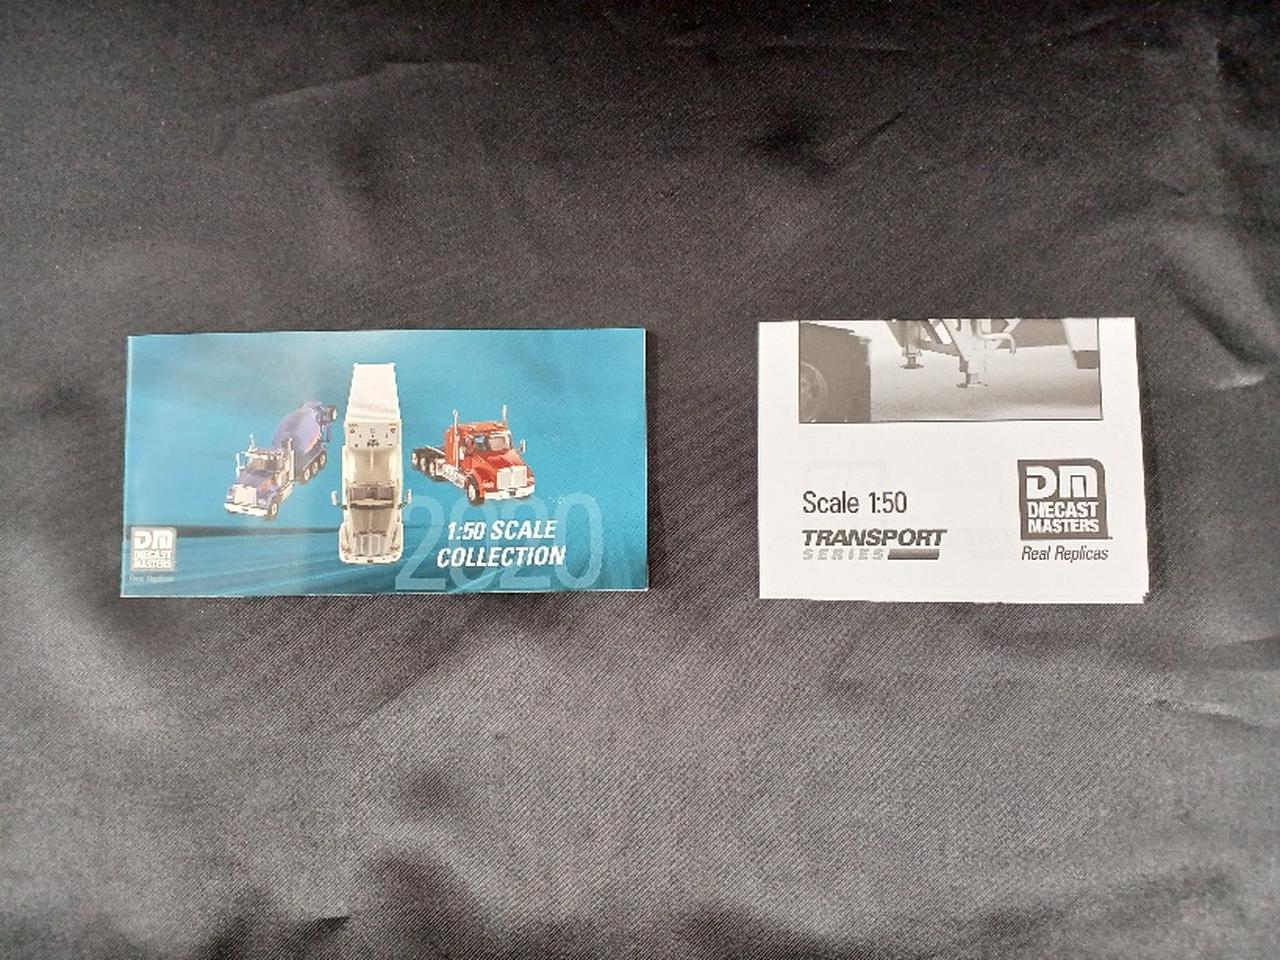 2020
1:50 SCALE
COLLECTION
DM
DIECAST
MASTERS
Real Replicas
Scale 1:50
TRANSPORT
SERIES
DM
DIECAST
MASTERS
Real Replicas